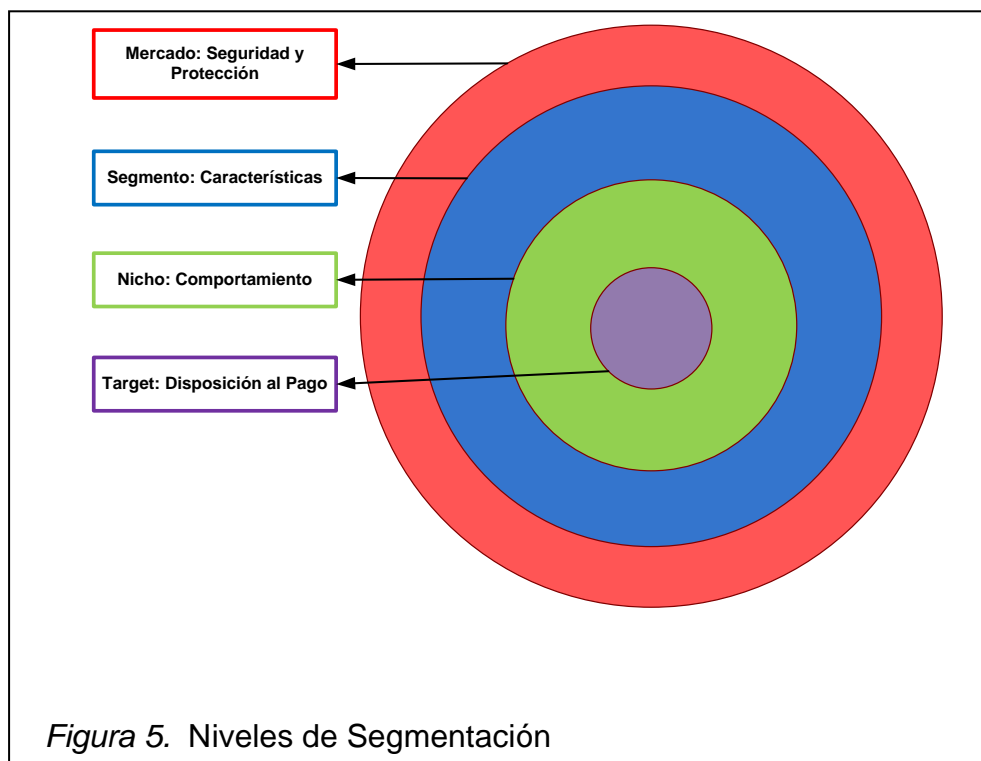 Mercado: Seguridad y
Protección
Segmento: Características
Nicho: Comportamiento
Target: Disposición al Pago
Figura 5. Niveles de Segmentación